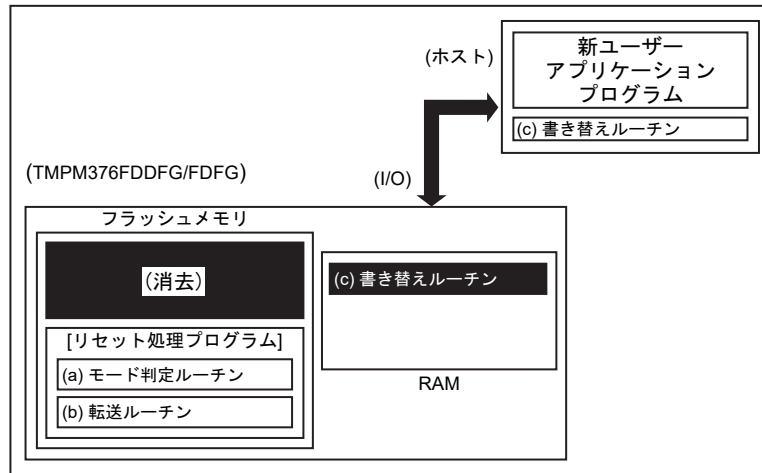 (ホスト)
新ユーザー
アプリケーション
プログラム
(c) 書き替えルーチン
(TMPM376FDDFG/FDFG)
(I/O)
フラッシュメモリ
(消去)
(c) 書き替えルーチン
[リセット処理プログラム]
(a) モード判定ルーチン
(b) 転送ルーチン
RAM